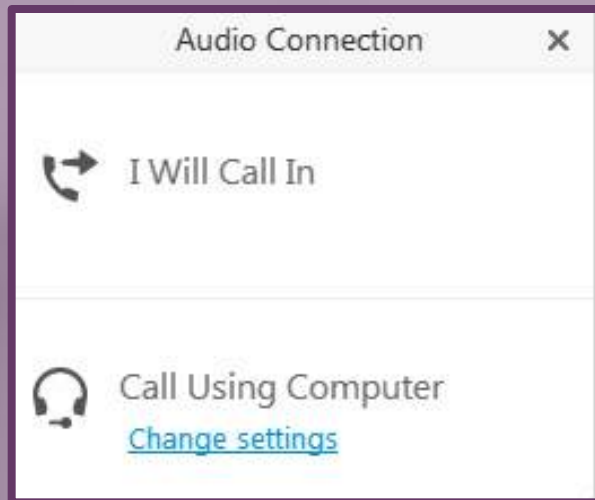 Audio Connection
I Will Call In
Call Using Computer
Change settings